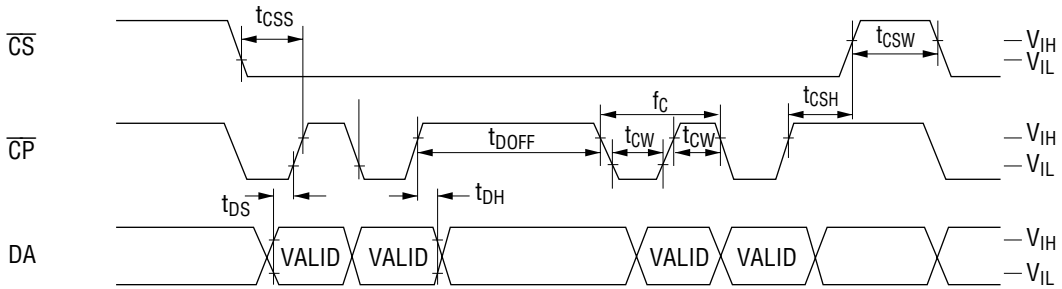 tCSS
CS
tCSW
VIH
VIL
tCSH
fC
CP
tDOFF
tCW
tCW
VIH
VIL
tDS
tDH
DA
VALID
VALID
VALID
VALID
VIH
VIL